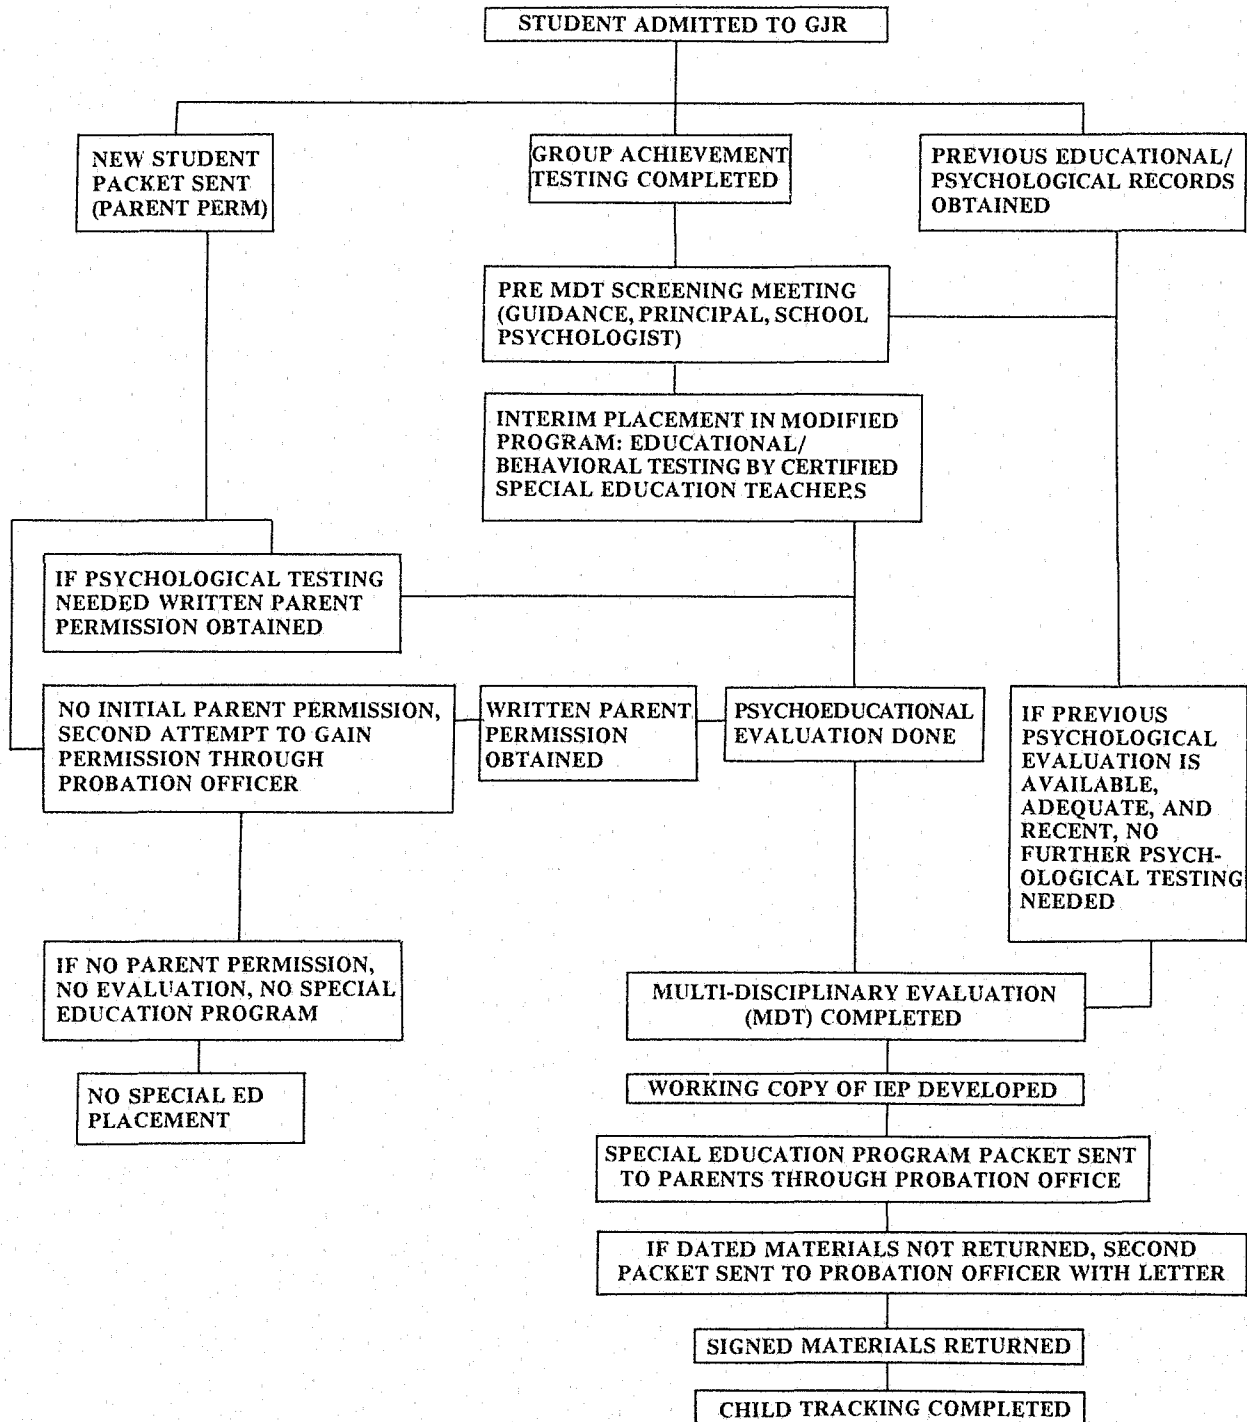 STUDENT ADMITTED TO GJR
NEW STUDENT
PACKET SENT
(PARENT PERM)
GROUP ACHIEVEMENT
TESTING COMPLETED
PREVIOUS EDUCATIONAL/
PSYCHOLOGICAL RECORDS
OBTAINED
PRE MDT SCREENING MEETING
(GUIDANCE, PRINCIPAL, SCHOOL
PSYCHOLOGIST)
INTERIM PLACEMENT IN MODIFIED
PROGRAM: EDUCATIONAL/
BEHAVIORAL TESTING BY CERTIFIED
SPECIAL EDUCATION TEACHERS
IF PSYCHOLOGICAL TESTING
NEEDED WRITTEN PARENT
PERMISSION OBTAINED
NO INITIAL PARENT PERMISSION,
SECOND ATTEMPT TO GAIN
PERMISSION THROUGH
PROBATION OFFICER
WRITTEN PARENT
PERMISSION
OBTAINED
PSYCHOEDUCATIONAL
EVALUATION DONE
IF PREVIOUS
PSYCHOLOGICAL
EVALUATION IS
AVAILABLE,
ADEQUATE, AND
RECENT, NO
FURTHER PSYCH-
OLOGICAL TESTING
NEEDED
IF NO PARENT PERMISSION,
NO EVALUATION, NO SPECIAL
EDUCATION PROGRAM
MULTI-DISCIPLINARY EVALUATION
(MDT) COMPLETED
NO SPECIAL ED
PLACEMENT
WORKING COPY OF IEP DEVELOPED
SPECIAL EDUCATION PROGRAM PACKET SENT
TO PARENTS THROUGH PROBATION OFFICE
IF DATED MATERIALS NOT RETURNED, SECOND
PACKET SENT TO PROBATION OFFICER WITH LETTER
SIGNED MATERIALS RETURNED
CHILD TRACKING COMPLETED